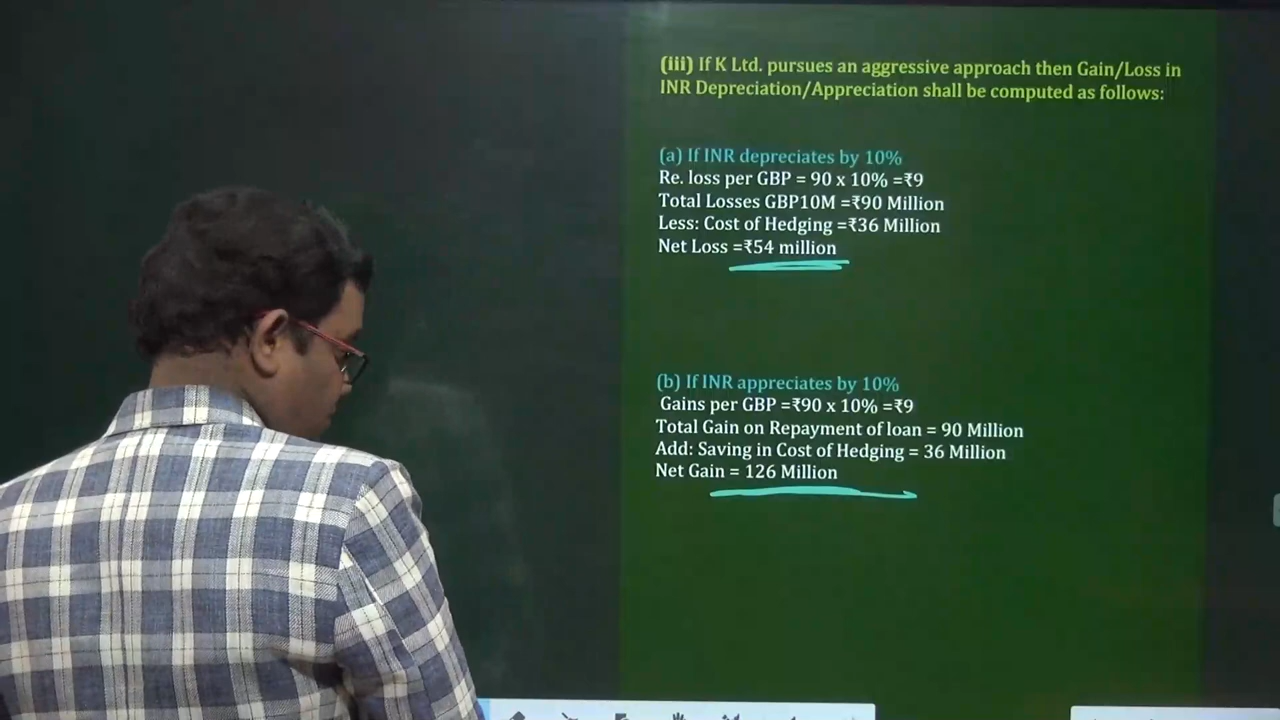 (iii) If K Ltd. pursues an aggressive approach then Gain/Loss in
INR Depreciation/Appreciation shall be computed as follows:
(a) If INR depreciates by 10%
Re. loss per GBP = 90 x 10% =₹9
Total Losses GBP10M =₹90 Million
Less: Cost of Hedging =₹36 Million
Net Loss =₹54 million
(b) If INR appreciates by 10%
Gains per GBP =₹90 x 10% =₹9
Total Gain on Repayment of loan = 90 Million
Add: Saving in Cost of Hedging = 36 Million
Net Gain = 126 Million